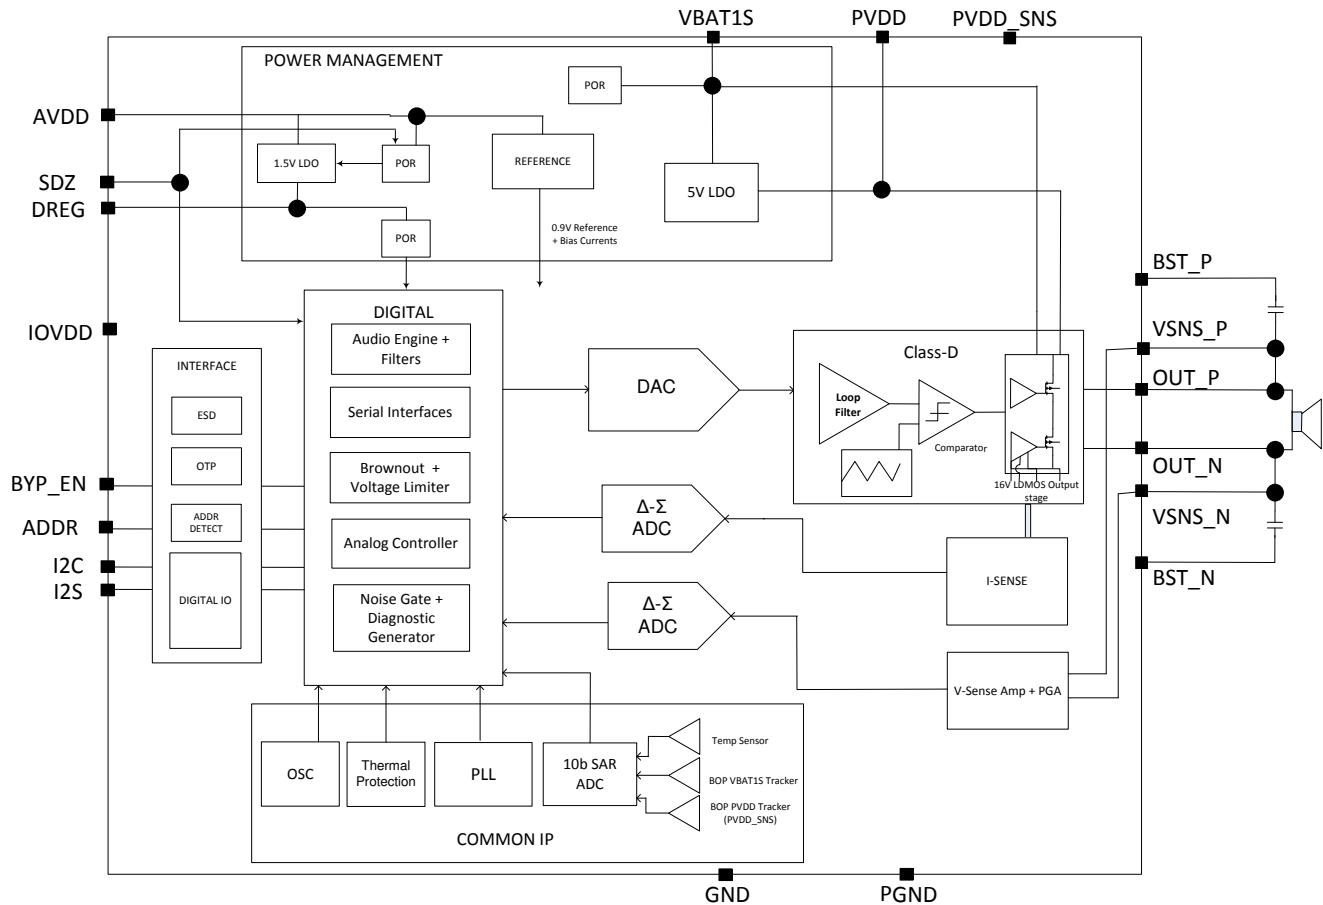 VBAT1S
PVDD
PVDD_SNS
POWER MANAGEMENT
POR
AVDD
1.5V LDO
POR
REFERENCE
SDZ
5V LDO
DREG
POR
0.9V Reference
+ Bias Currents
BST_P
IOVDD
VSNS_P
DIGITAL
Audio Engine +
Filters
Serial Interfaces
Brownout +
Voltage Limiter
Analog Controller
Noise Gate +
Diagnostic
Generator
INTERFACE
ESD
OTP
ADDR
DETECT
DIGITAL IO
DAC
Class-D
Loop
Filter
Comparator
16V LDMOS Output
stage
OUT_P
OUT_N
VSNS_N
BST_N
BYP_EN
ADDR
I2C
I2S
Δ-Σ
ADC
I-SENSE
Δ-Σ
ADC
V-Sense Amp + PGA
OSC
Thermal
Protection
PLL
10b SAR
ADC
Temp Sensor
BOP VBAT1S Tracker
BOP PVDD Tracker
(PVDD_SNS)
COMMON IP
GND
PGND